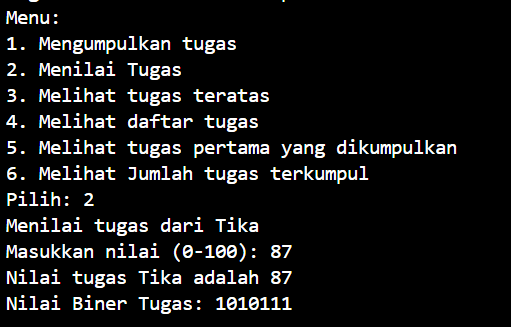 Menu:
1. Mengumpulkan tugas
2. Menilai Tugas
3. Melihat tugas teratas
4. Melihat daftar tugas
5. Melihat tugas pertama yang dikumpulkan
6. Melihat Jumlah tugas terkumpul
Pilih: 2
Menilai tugas dari Tika
Masukkan nilai (0-100): 87
Nilai tugas Tika adalah 87
Nilai Biner Tugas: 1010111